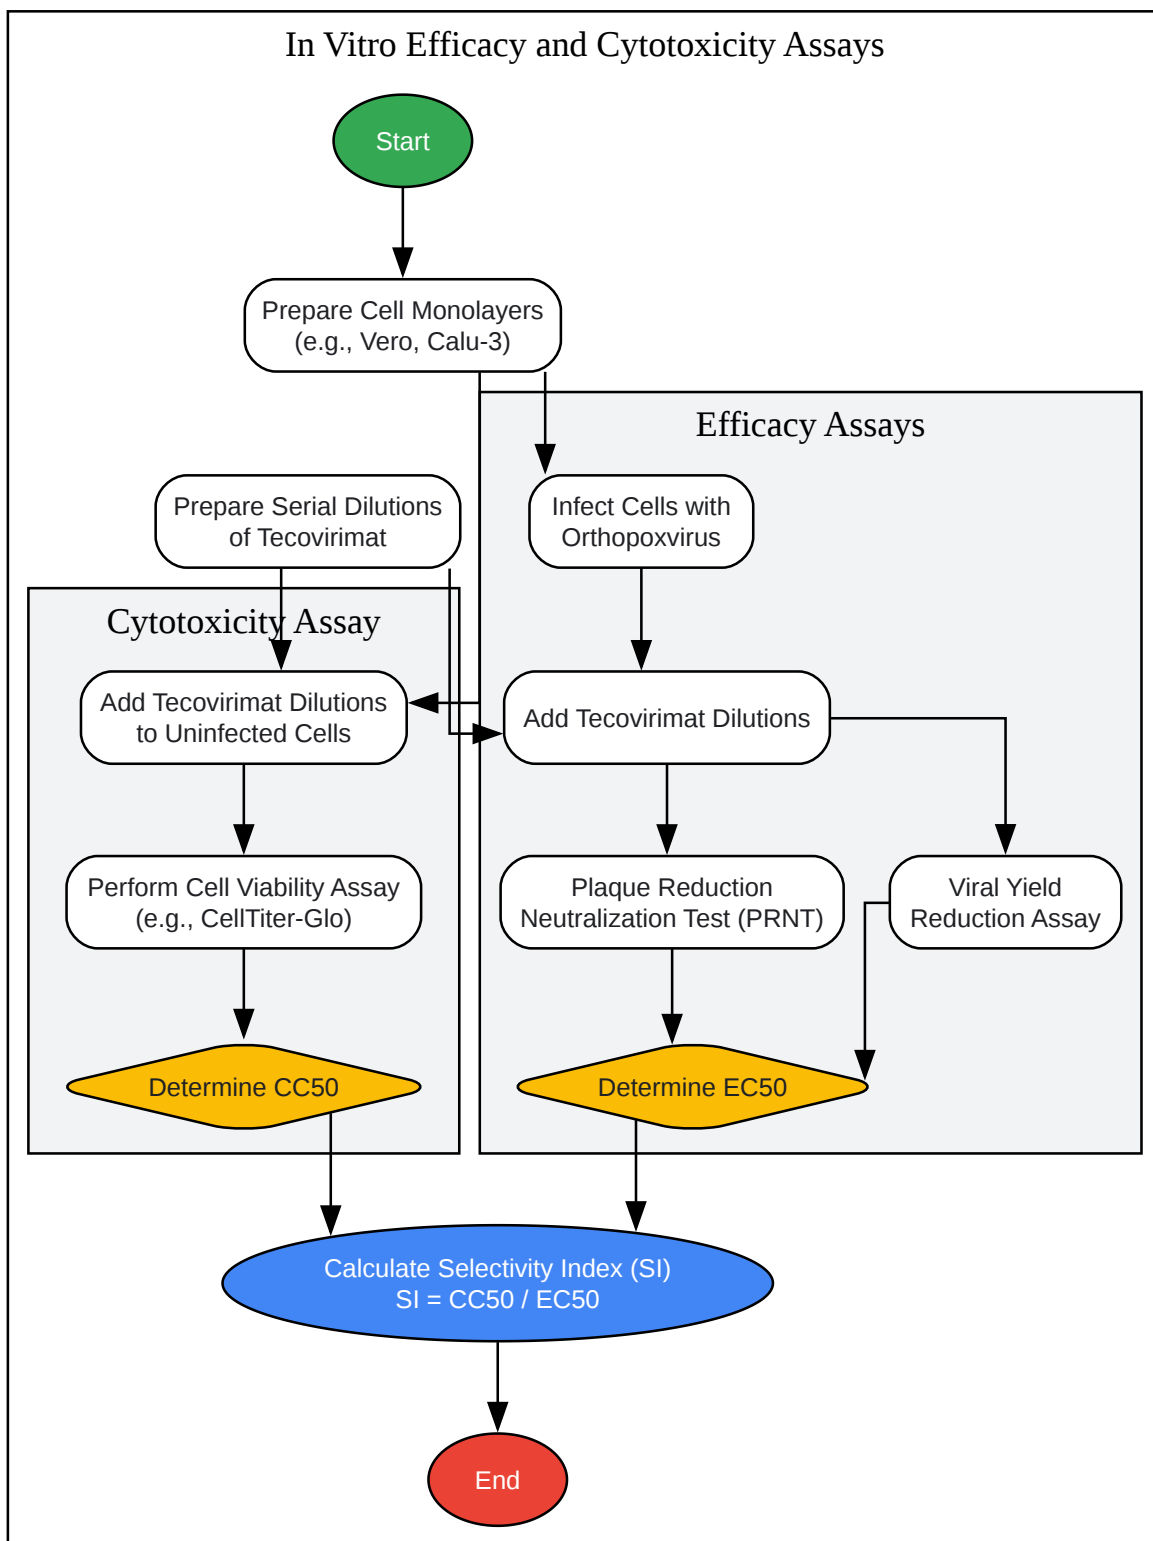 In Vitro Efficacy and Cytotoxicity Assays
Start
Prepare Cell Monolayers
(e.g., Vero, Calu-3)
Efficacy Assays
Prepare Serial Dilutions
of Tecovirimat
Infect Cells with
Orthopoxvirus
Cytotoxicity Assay
Add Tecovirimat Dilutions
to Uninfected Cells
Add Tecovirimat Dilutions
Perform Cell Viability Assay
(e.g., CellTiter-Glo)
Plaque Reduction
Neutralization Test (PRNT)
Viral Yield
Reduction Assay
Determine CC50
Determine EC50
Calculate Selectivity Index (SI)
SI = CC50 / EC50
End